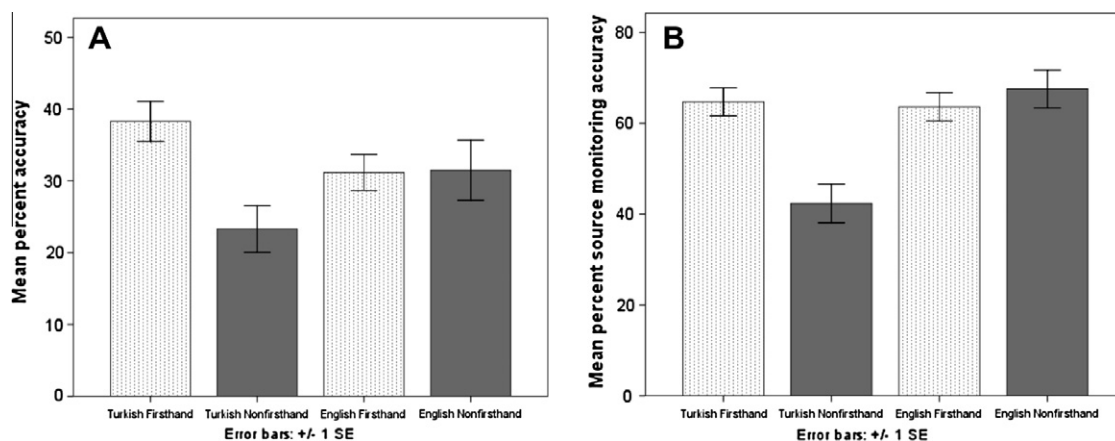 A
Mean percent accuracy
50
40
30
20
10
0
Turkish Firsthand Turkish Nonfirsthand English Firsthand English Nonfirsthand
Error bars: +/- 1 SE
B
Mean percent source monitoring accuracy
80
60
40
20
0
Turkish Firsthand Turkish Nonfirsthand English Firsthand English Nonfirsthand
Error bars: +/- 1 SE